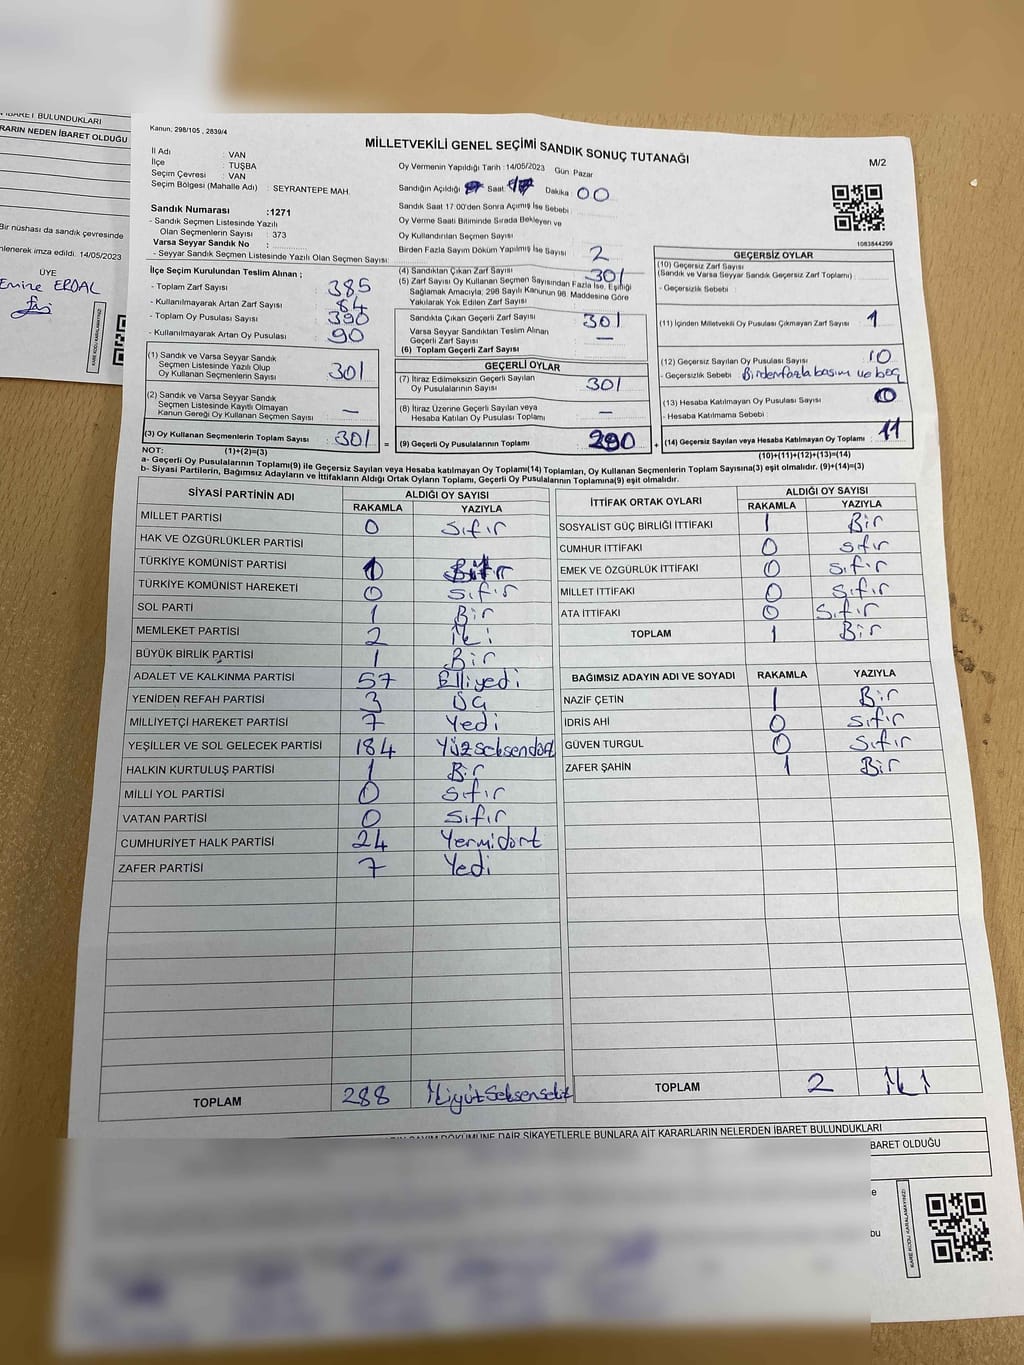 İBARET BULUNDUKLARI
RARIN NEDEN İBARET OLDUĞU
Bir nüshası da sandık çevresinde
nlenerek imza edildi. 14/05/2023
ÜYE
Emine ERDAL
KARE KODU KARALAMAYINIZ!
Kanun, 298/105 , 2839/4
MİLLETVEKİLİ GENEL SEÇİMİ SANDIK SONUÇ TUTANAĞI
M/2
İl Adı : VAN
İlçe : TUŞBA
Seçim Çevresi : VAN
Seçim Bölgesi (Mahalle Adı) : SEYRANTEPE MAH.
Oy Vermenin Yapıldığı Tarih : 14/05/2023 Gün: Pazar
Sandığın Açıldığı Saat Dakika : 00
Sandık Saat 17:00'den Sonra Açılmış İse Sebebi :
Oy Verme Saati Bitiminde Sırada Bekleyen ve
Oy Kullandırılan Seçmen Sayısı
Birden Fazla Sayım Döküm Yapılmış İse Sayısı 2
1083844299
Sandık Numarası :1271
- Sandık Seçmen Listesinde Yazılı
Olan Seçmenlerin Sayısı : 373
Varsa Seyyar Sandık No :
- Seyyar Sandık Seçmen Listesinde Yazılı Olan Seçmen Sayısı :
İlçe Seçim Kurulundan Teslim Alınan ;
- Toplam Zarf Sayısı : 385
- Kullanılmayarak Artan Zarf Sayısı : 84
- Toplam Oy Pusulası Sayısı : 390
- Kullanılmayarak Artan Oy Pusulası : 90
(1) Sandık ve Varsa Seyyar Sandık
Seçmen Listesinde Yazılı Olup
Oy Kullanan Seçmenlerin Sayısı : 301
(2) Sandık ve Varsa Seyyar Sandık
Seçmen Listesinde Kayıtlı Olmayan
Kanun Gereği Oy Kullanan Seçmen Sayısı : –
(3) Oy Kullanan Seçmenlerin Toplam Sayısı : 301 =
(4) Sandıktan Çıkan Zarf Sayısı 301
(5) Zarf Sayısı Oy Kullanan Seçmen Sayısından Fazla İse, Eşitliği
Sağlamak Amacıyla, 298 Sayılı Kanunun 98. Maddesine Göre
Yakılarak Yok Edilen Zarf Sayısı :
Sandıkta Çıkan Geçerli Zarf Sayısı : 301
Varsa Seyyar Sandıktan Teslim Alınan
Geçerli Zarf Sayısı : –
(6) Toplam Geçerli Zarf Sayısı
GEÇERLİ OYLAR
(7) İtiraz Edilmeksizin Geçerli Sayılan
Oy Pusulalarının Sayısı : 301
(8) İtiraz Üzerine Geçerli Sayılan veya
Hesaba Katılan Oy Pusulası Toplamı : –
(9) Geçerli Oy Pusulalarının Toplamı : 290 +
GEÇERSİZ OYLAR
(10) Geçersiz Zarf Sayısı
(Sandık ve Varsa Seyyar Sandık Geçersiz Zarf Toplamı) :
- Geçersizlik Sebebi :
(11) İçinden Milletvekili Oy Pusulası Çıkmayan Zarf Sayısı : 1
(12) Geçersiz Sayılan Oy Pusulası Sayısı : 10
- Geçersizlik Sebebi : Birdenfazla basım ve boş
(13) Hesaba Katılmayan Oy Pusulası Sayısı : 0
- Hesaba Katılmama Sebebi :
(14) Geçersiz Sayılan veya Hesaba Katılmayan Oy Toplamı : 11
NOT: (1)+(2)=(3)
(10)+(11)+(12)+(13)=(14)
a- Geçerli Oy Pusulalarının Toplamı(9) ile Geçersiz Sayılan veya Hesaba katılmayan Oy Toplamı(14) Toplamları, Oy Kullanan Seçmenlerin Toplam Sayısına(3) eşit olmalıdır. (9)+(14)=(3)
b- Siyasi Partilerin, Bağımsız Adayların ve İttifakların Aldığı Ortak Oyların Toplamı, Geçerli Oy Pusulalarının Toplamına(9) eşit olmalıdır.
SİYASİ PARTİNİN ADI
ALDIĞI OY SAYISI
RAKAMLA YAZIYLA
MİLLET PARTİSİ 0 sıfır
HAK VE ÖZGÜRLÜKLER PARTİSİ
TÜRKİYE KOMÜNİST PARTİSİ
TÜRKİYE KOMÜNİST HAREKETİ 0 sıfır
SOL PARTİ 1 Bir
MEMLEKET PARTİSİ 2 İki
BÜYÜK BİRLİK PARTİSİ 1 Bir
ADALET VE KALKINMA PARTİSİ 57 Elliyedi
YENİDEN REFAH PARTİSİ 3 Üç
MİLLİYETÇİ HAREKET PARTİSİ 7 Yedi
YEŞİLLER VE SOL GELECEK PARTİSİ 184 Yüzseksendört
HALKIN KURTULUŞ PARTİSİ 1 Bir
MİLLİ YOL PARTİSİ 0 sıfır
VATAN PARTİSİ 0 sıfır
CUMHURİYET HALK PARTİSİ 24 Yermidört
ZAFER PARTİSİ 7 Yedi
TOPLAM 288 İkiyüzseksensekiz
İTTİFAK ORTAK OYLARI
ALDIĞI OY SAYISI
RAKAMLA YAZIYLA
SOSYALİST GÜÇ BİRLİĞİ İTTİFAKI 1 Bir
CUMHUR İTTİFAKI 0 sıfır
EMEK VE ÖZGÜRLÜK İTTİFAKI 0 sıfır
MİLLET İTTİFAKI 0 sıfır
ATA İTTİFAKI 0 sıfır
TOPLAM 1 Bir
BAĞIMSIZ ADAYIN ADI VE SOYADI RAKAMLA YAZIYLA
NAZİF ÇETİN 1 Bir
İDRİS AHİ 0 sıfır
GÜVEN TURGUL 0 sıfır
ZAFER ŞAHİN 1 Bir
TOPLAM 2 İki
SAYIM DÖKÜMÜNE DAİR ŞİKAYETLERLE BUNLARA AİT KARARLARIN NELERDEN İBARET BULUNDUKLARI
BARET OLDUĞU
KARE KODU KARALAMAYINIZ!